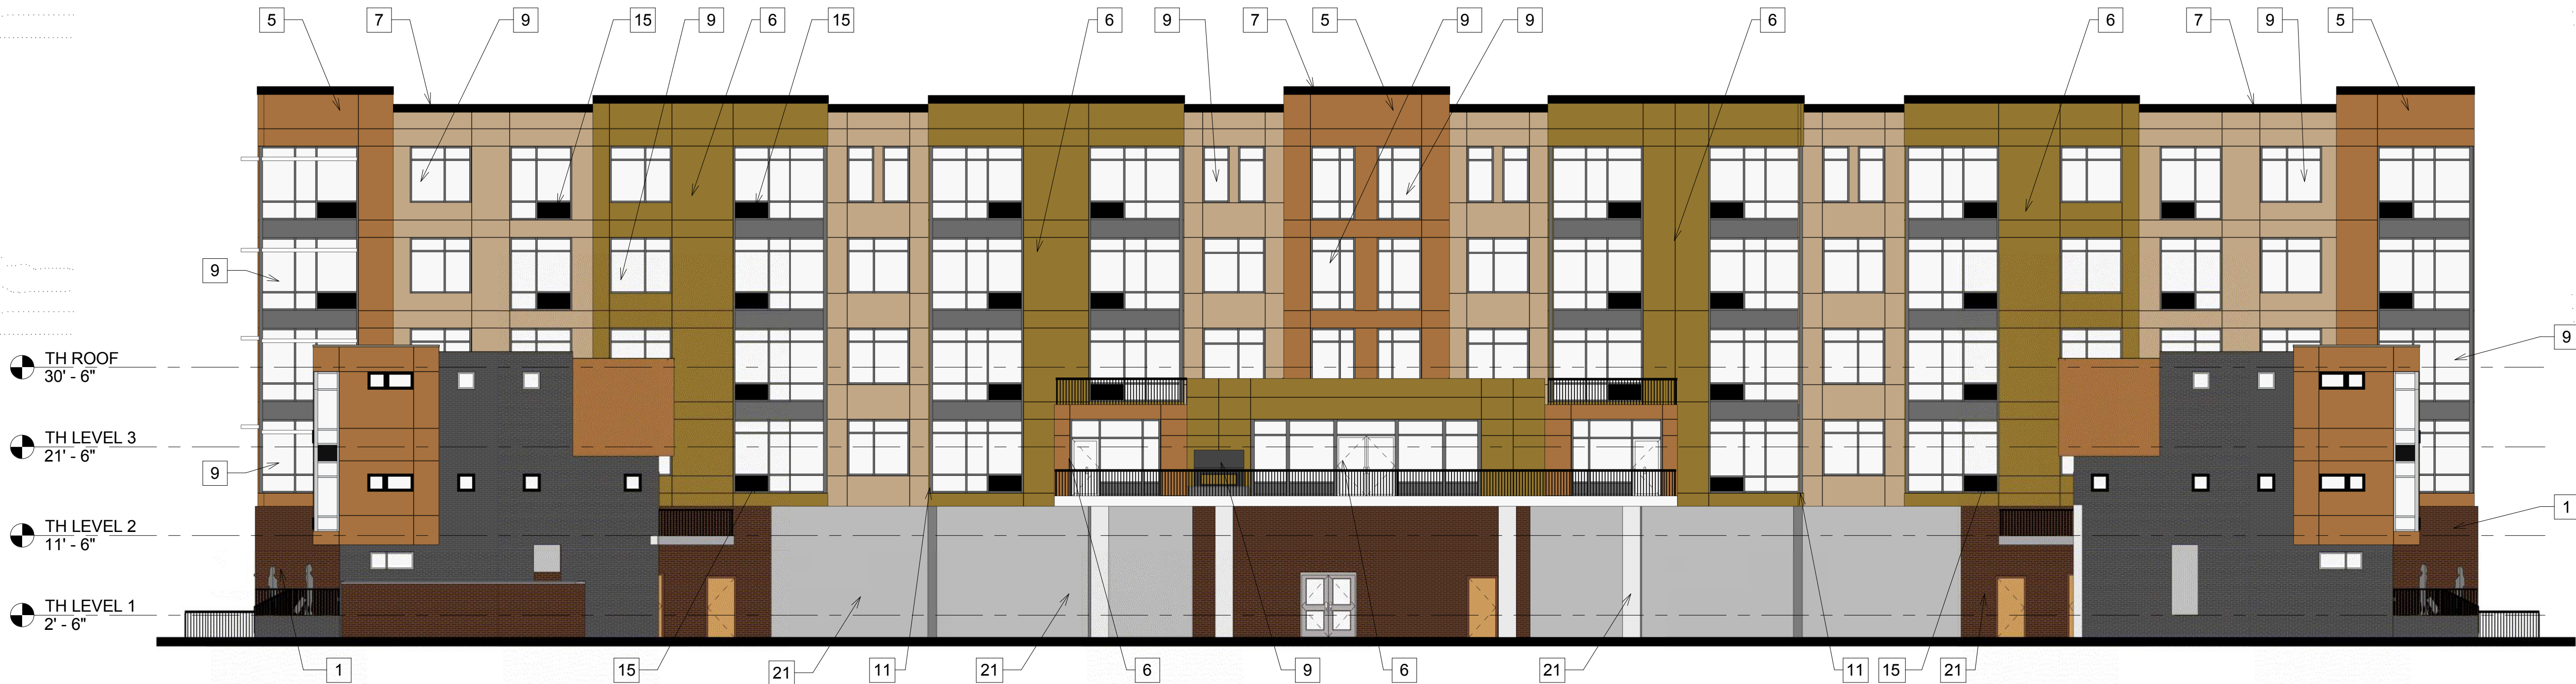 5 7 9 15 9 6 15 6 9 7 5 9 9 6 6 7 9 5
9
TH ROOF
30' - 6"
9
TH LEVEL 3
21' - 6"
9
1
TH LEVEL 2
11' - 6"
TH LEVEL 1
2' - 6"
1 15 21 11 21 6 9 6 21 11 15 21